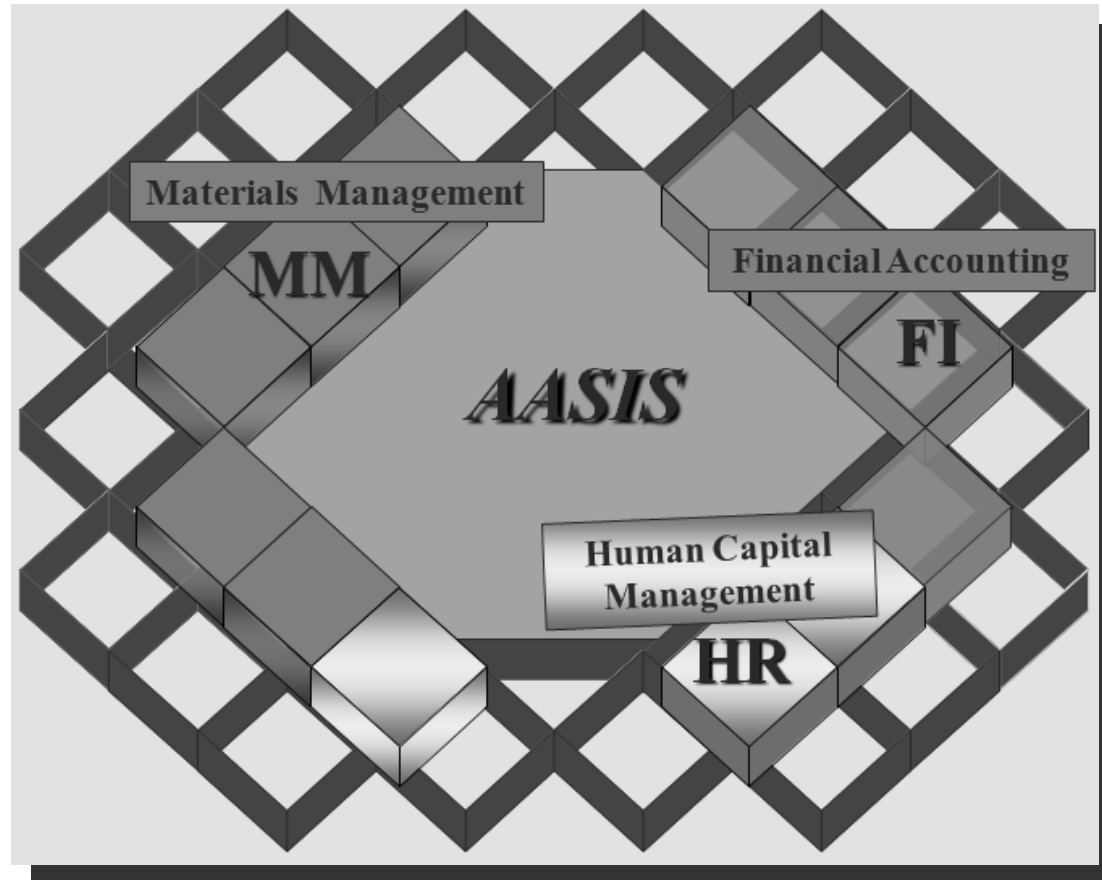 Materials Management
MM
Financial Accounting
FI
AASIS
Human Capital
Management
HR